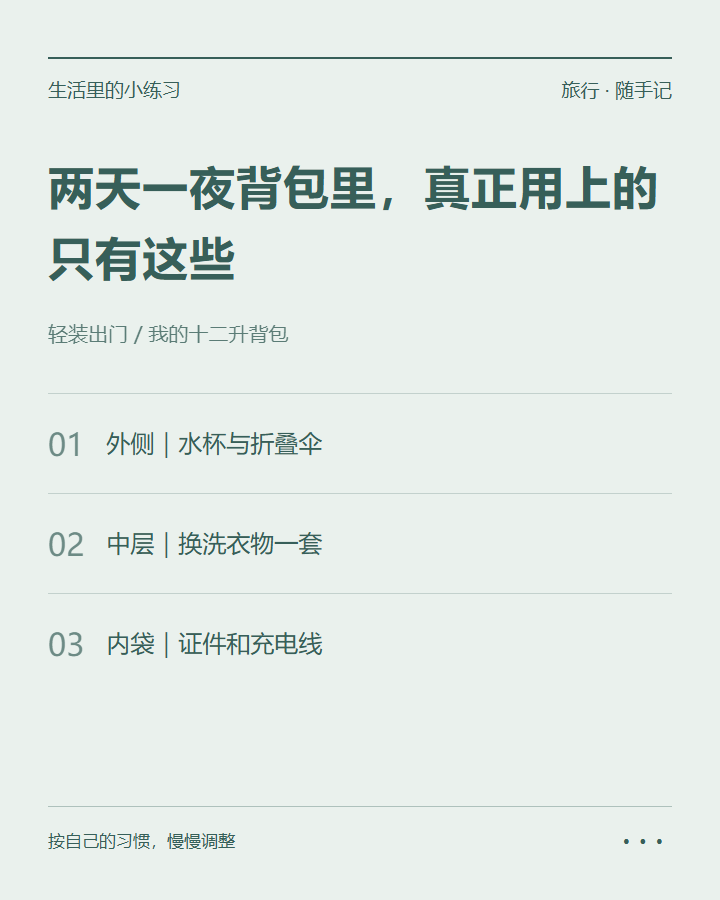 生活里的小练习
旅行 · 随手记
两天一夜背包里，真正用上的
只有这些
轻装出门 / 我的十二升背包
01 外侧｜水杯与折叠伞
02 中层｜换洗衣物一套
03 内袋｜证件和充电线
按自己的习惯，慢慢调整
• • •